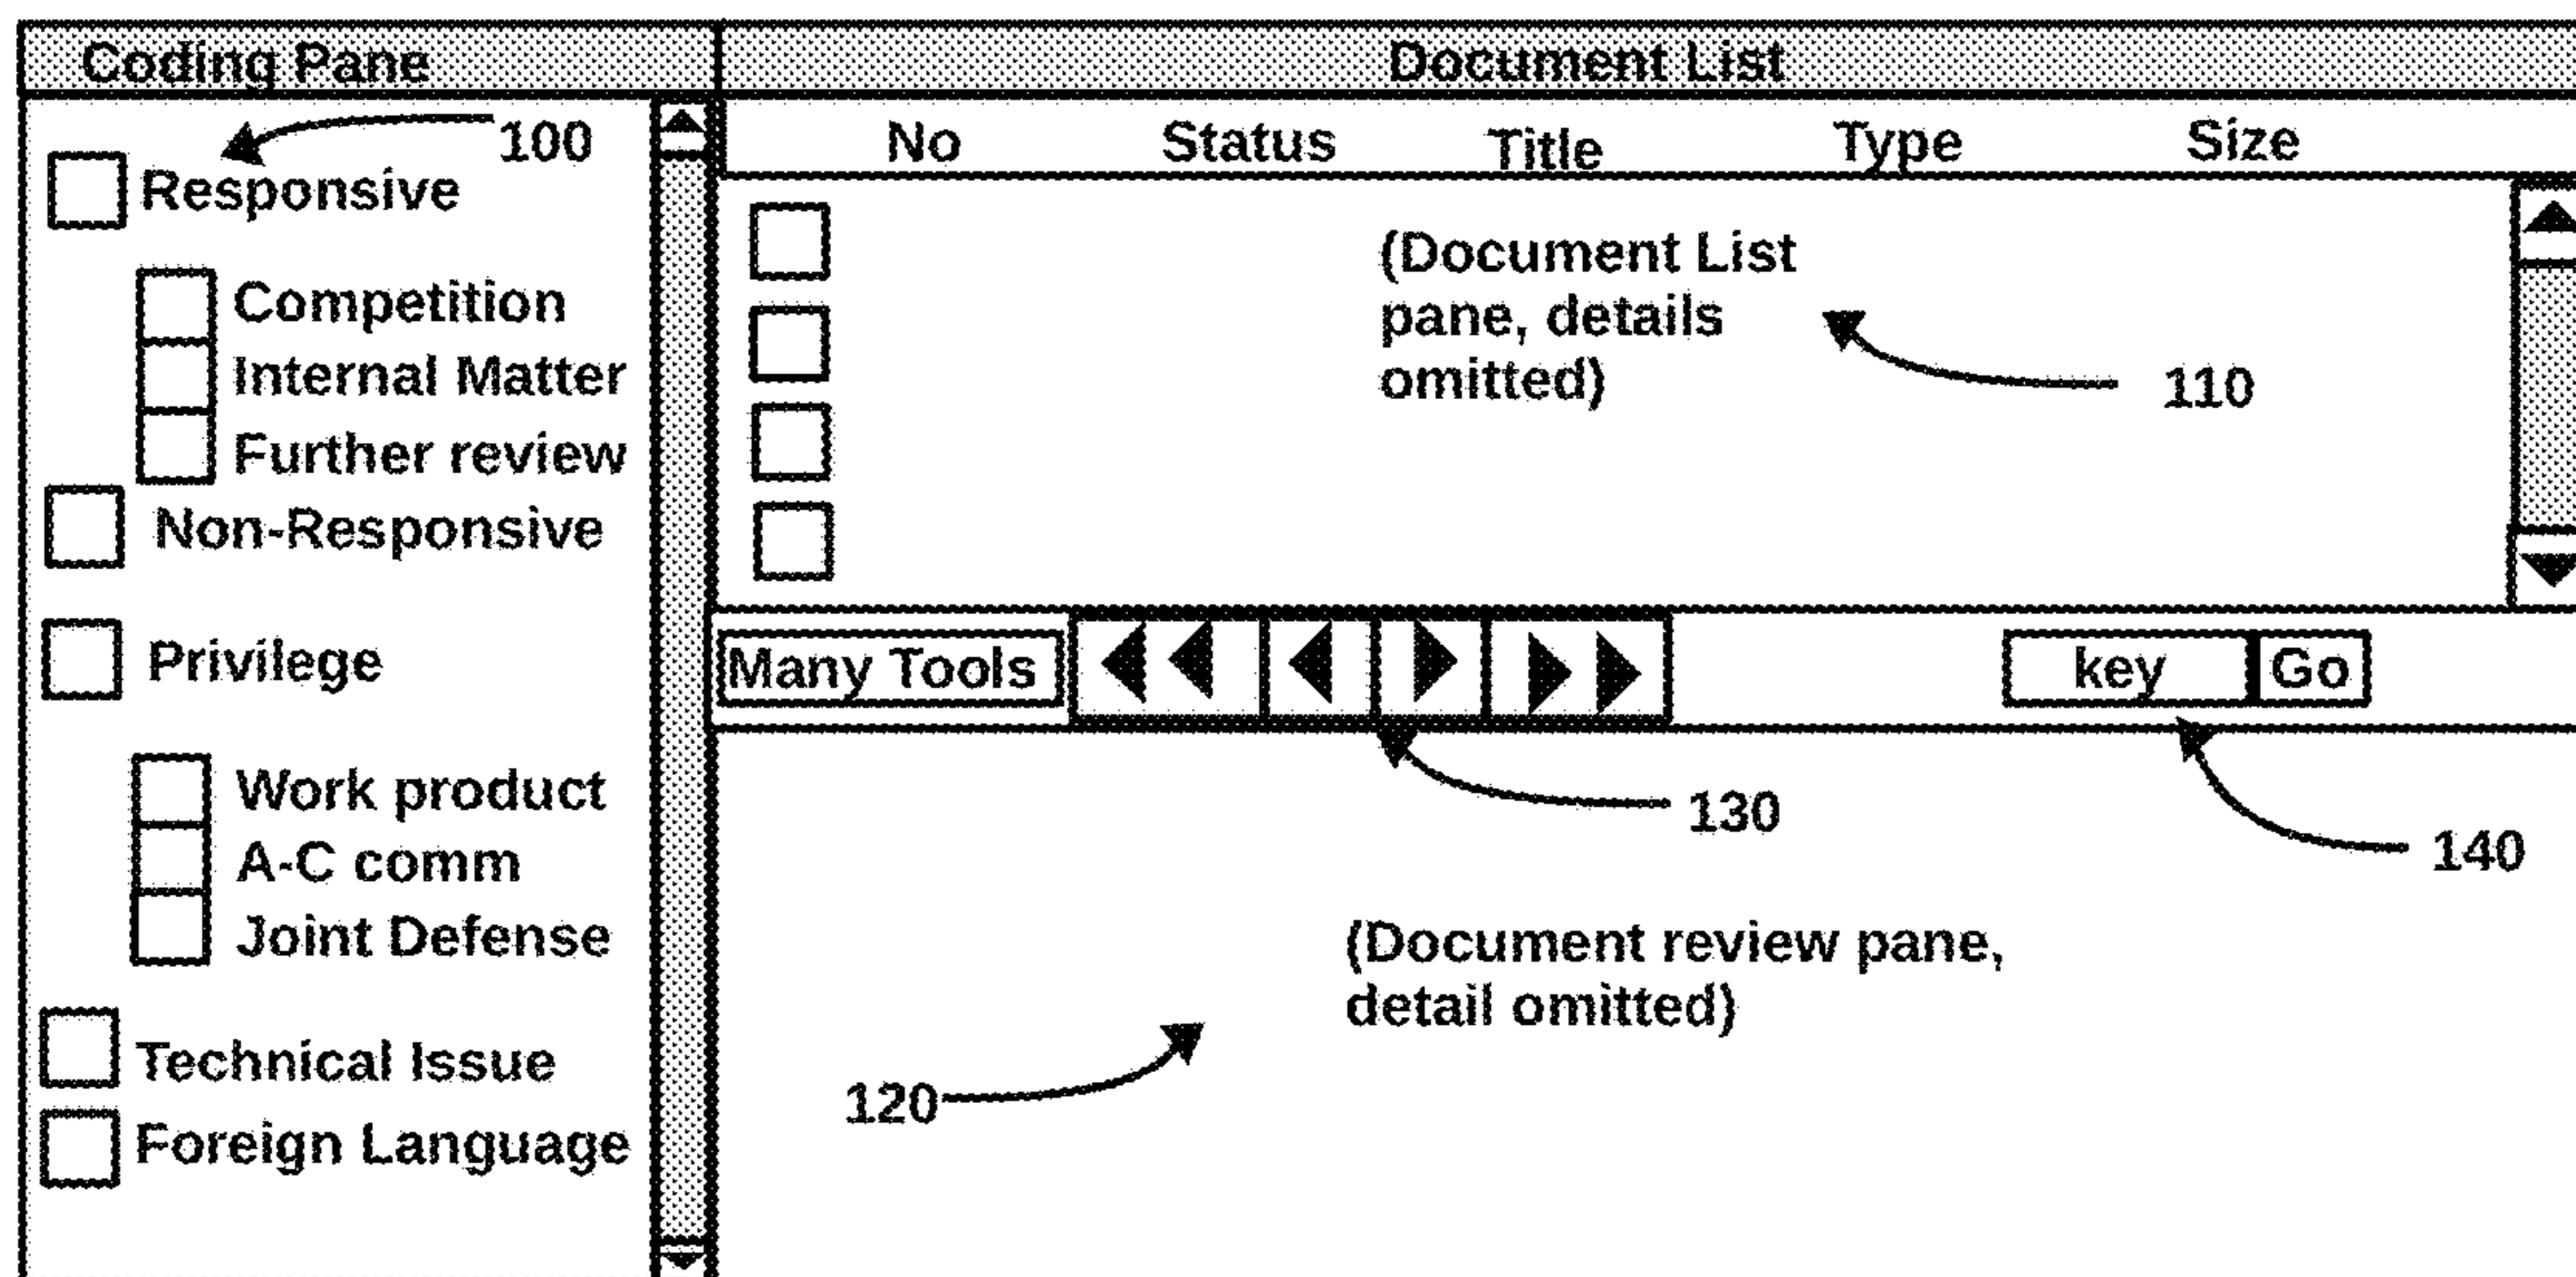 Coding Pane
Document List
100
Responsive
Competition
Internal Matter
Further review
Non-Responsive
Privilege
Work product
A-C comm
Joint Defense
Technical Issue
Foreign Language
No Status Title Type Size
(Document List
pane, details
omitted)
110
Many Tools
key Go
130
140
(Document review pane,
detail omitted)
120